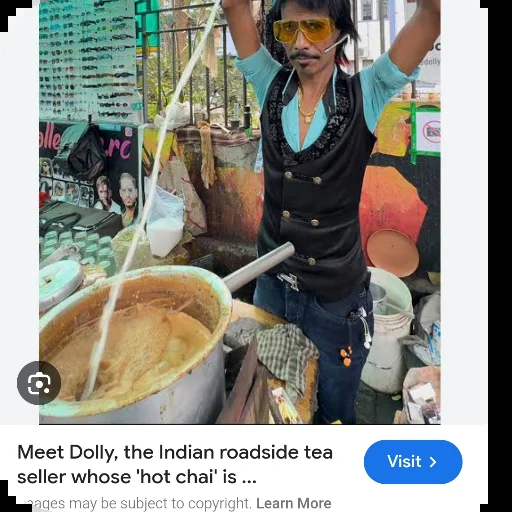 @dolly
Meet Dolly, the Indian roadside tea
seller whose 'hot chai' is ...
Visit >
ages may be subject to copyright. Learn More